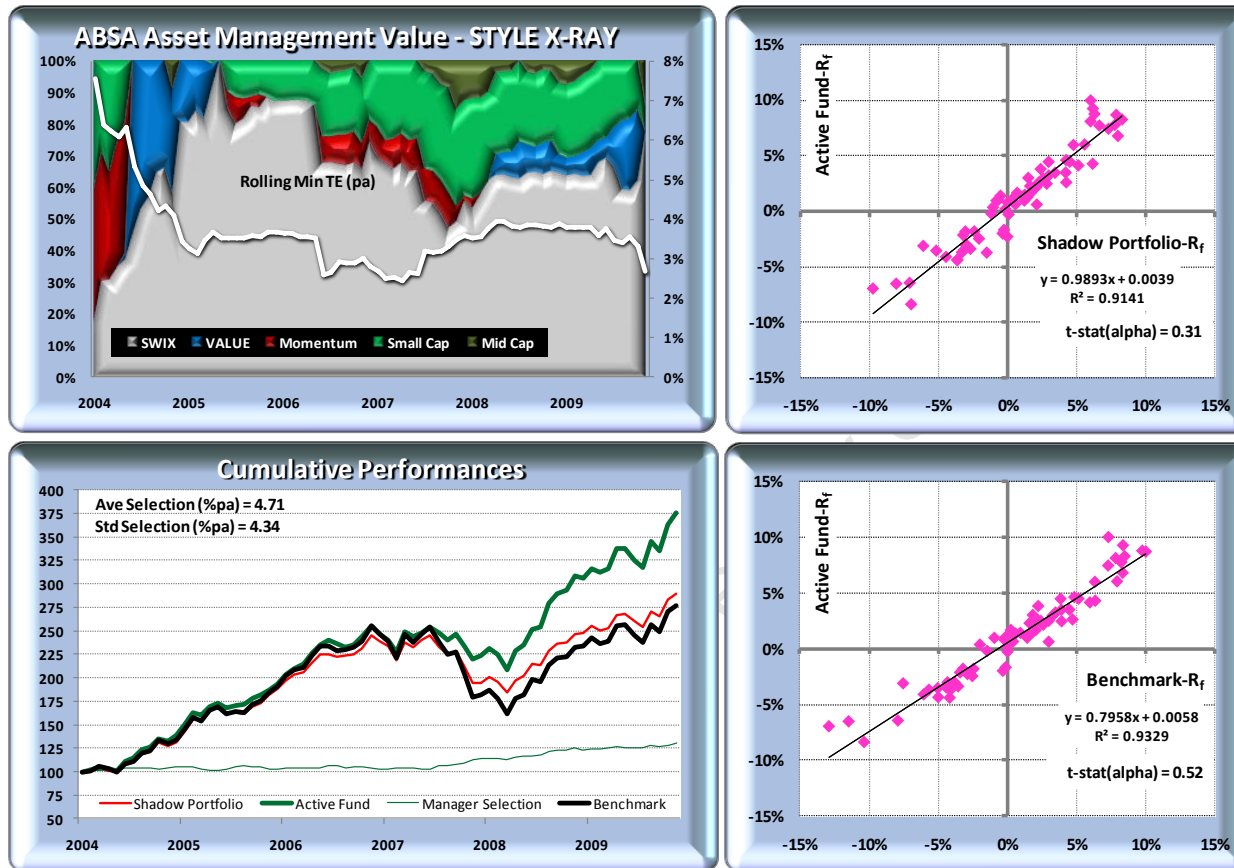 ABSA Asset Management Value - STYLE X-RAY
100%
90%
80%
70%
60%
50%
40%
30%
20%
10%
0%
8%
7%
6%
5%
4%
3%
2%
1%
0%
Rolling Min TE (pa)
SWIX VALUE Momentum Small Cap Mid Cap
2004 2005 2006 2007 2008 2009
Active Fund-Rf
15%
10%
5%
0%
-5%
-10%
-15%
Shadow Portfolio-Rf
y = 0.9893x + 0.0039
R² = 0.9141
t-stat(alpha) = 0.31
-15% -10% -5% 0% 5% 10% 15%
Cumulative Performances
Ave Selection (%pa) = 4.71
Std Selection (%pa) = 4.34
400
375
350
325
300
275
250
225
200
175
150
125
100
75
50
Shadow Portfolio Active Fund Manager Selection Benchmark
2004 2005 2006 2007 2008 2009
Active Fund-Rf
15%
10%
5%
0%
-5%
-10%
-15%
Benchmark-Rf
y = 0.7958x + 0.0058
R² = 0.9329
t-stat(alpha) = 0.52
-15% -10% -5% 0% 5% 10% 15%